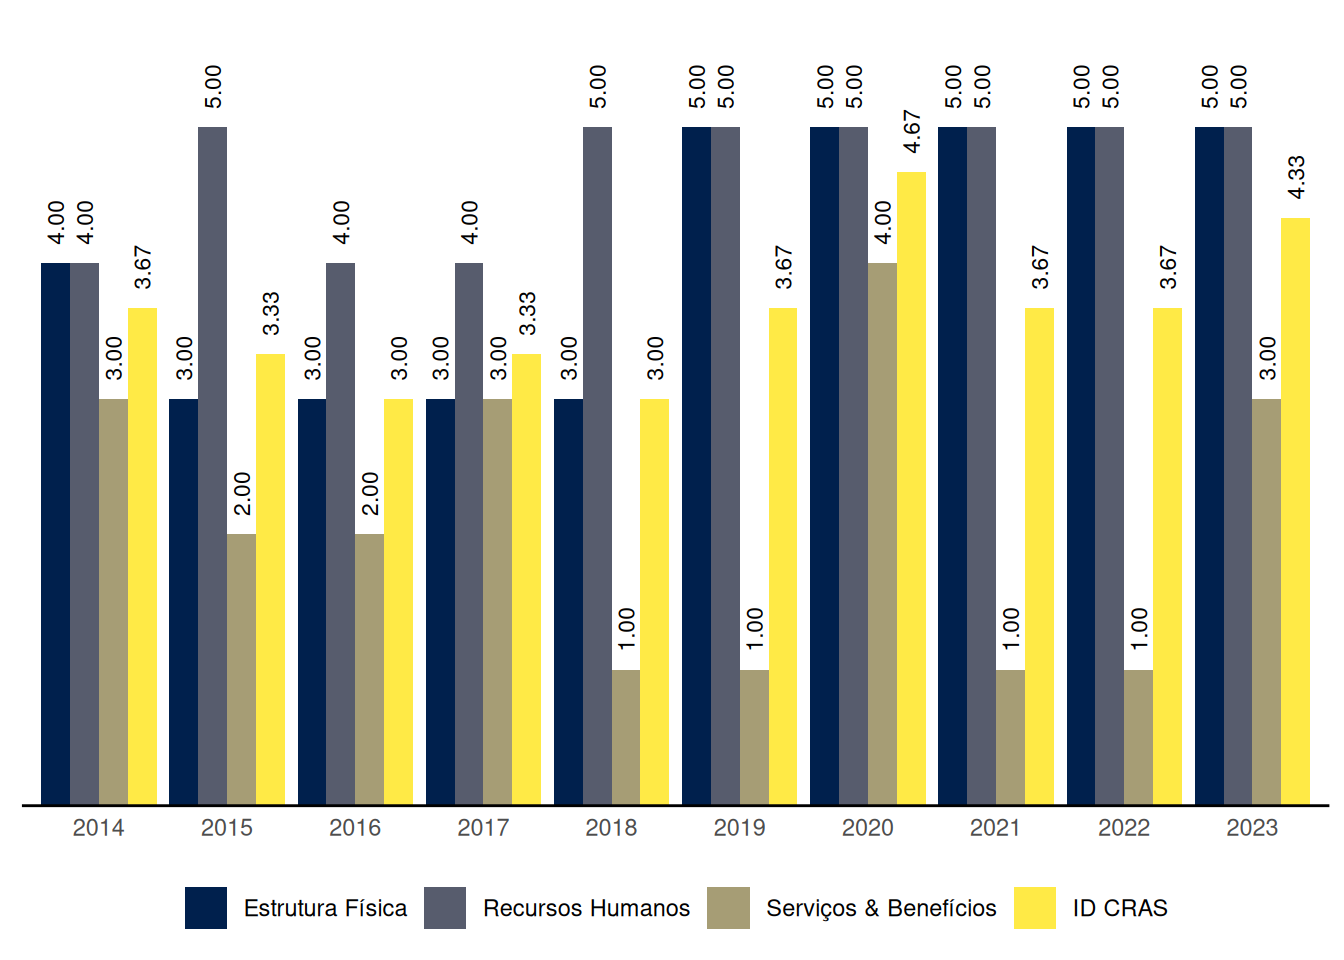 5.00 5.00 5.00 5.00 5.00 5.00 5.00 5.00 5.00 5.00 5.00 5.00
4.67
4.33
4.00 4.00 4.00 4.00 4.00
3.67 3.67 3.67 3.67
3.33 3.33
3.00 3.00 3.00 3.00 3.00 3.00 3.00 3.00 3.00
2.00 2.00
1.00 1.00 1.00 1.00
2014 2015 2016 2017 2018 2019 2020 2021 2022 2023
Estrutura Física Recursos Humanos Serviços & Benefícios ID CRAS